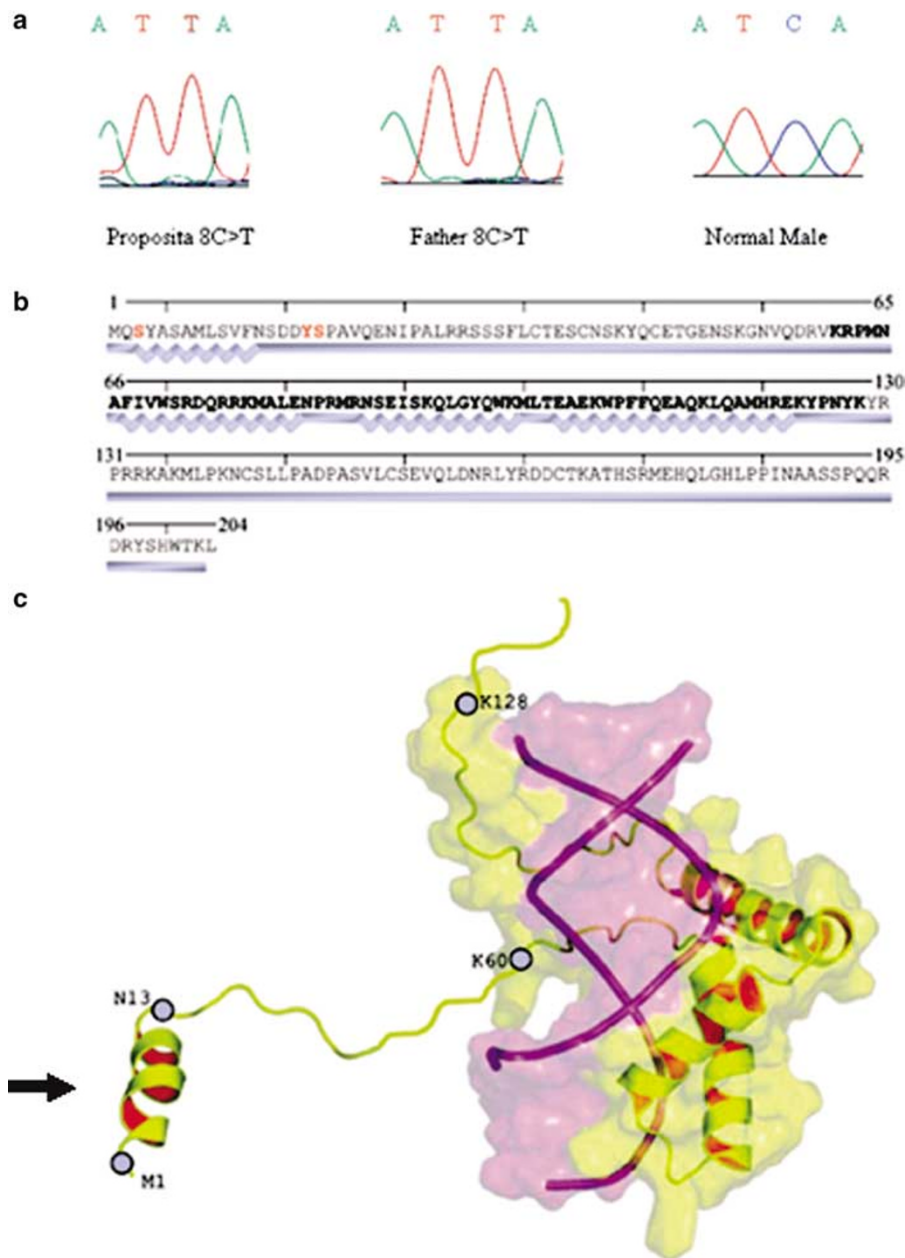 a
A T T A
A T T A
A T C A
Proposita 8C>T
Father 8C>T
Normal Male
b
1 65
MQSYASAMLSVFNSDDYSPAVQENIPALRRSSSFLCTESCNSKYQCETGENSKGNVQDRVKRPMN
66 130
AFIVWSRDQRRKMALENPRMRNSEISKQLGYQWKMLTEAEKWPFFQEAQKLQAMHREKYPNYKYR
131 195
PRRKAKMLPKNCSLLPADPASVLCSEVQLDNRLYRDDCTKATHSRMEHQLGHLPPINAASSPQQR
196 204
DRYSHWTKL
c
K128
K60
N13
M1